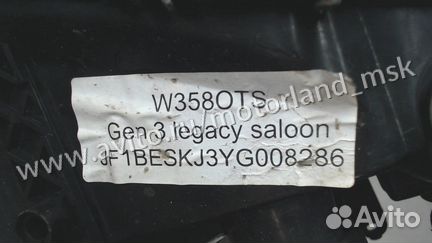 W358OTS
Gen 3 legacy saloon
JF1BESKJ3YG008286
www.avito.ru/motorland_msk
Avito